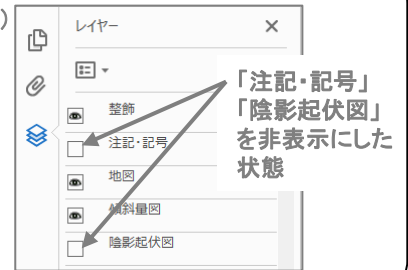 )
レイヤー
整飾
注記・記号
地図
傾斜量図
陰影起伏図
「注記・記号」
「陰影起伏図」
を非表示にした
状態